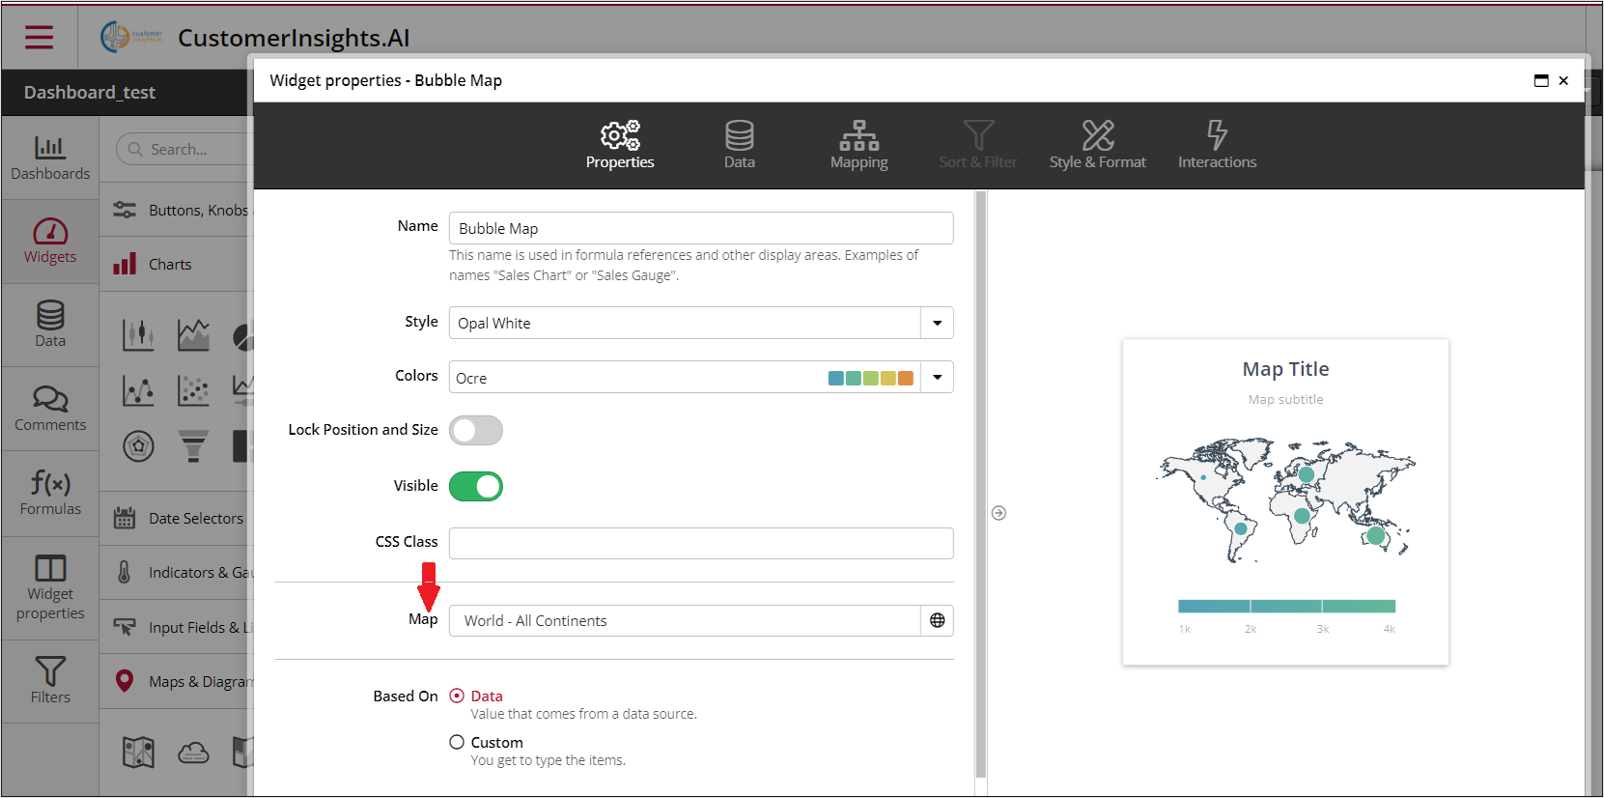 customer
insights.ai
CustomerInsights.AI
Dashboard_test
Widget properties - Bubble Map
Properties
Data
Mapping
Sort & Filter
Style & Format
Interactions
Dashboards
Widgets
Data
Comments
f(x)
Formulas
Widget
properties
Filters
Search...
Buttons, Knobs
Charts
Date Selectors
Indicators & Gau
Input Fields & Li
Maps & Diagram
Name
Bubble Map
This name is used in formula references and other display areas. Examples of
names "Sales Chart" or "Sales Gauge".
Style
Opal White
Colors
Ocre
Lock Position and Size
Visible
CSS Class
Map
World - All Continents
Based On
Data
Value that comes from a data source.
Custom
You get to type the items.
Map Title
Map subtitle
1k 2k 3k 4k